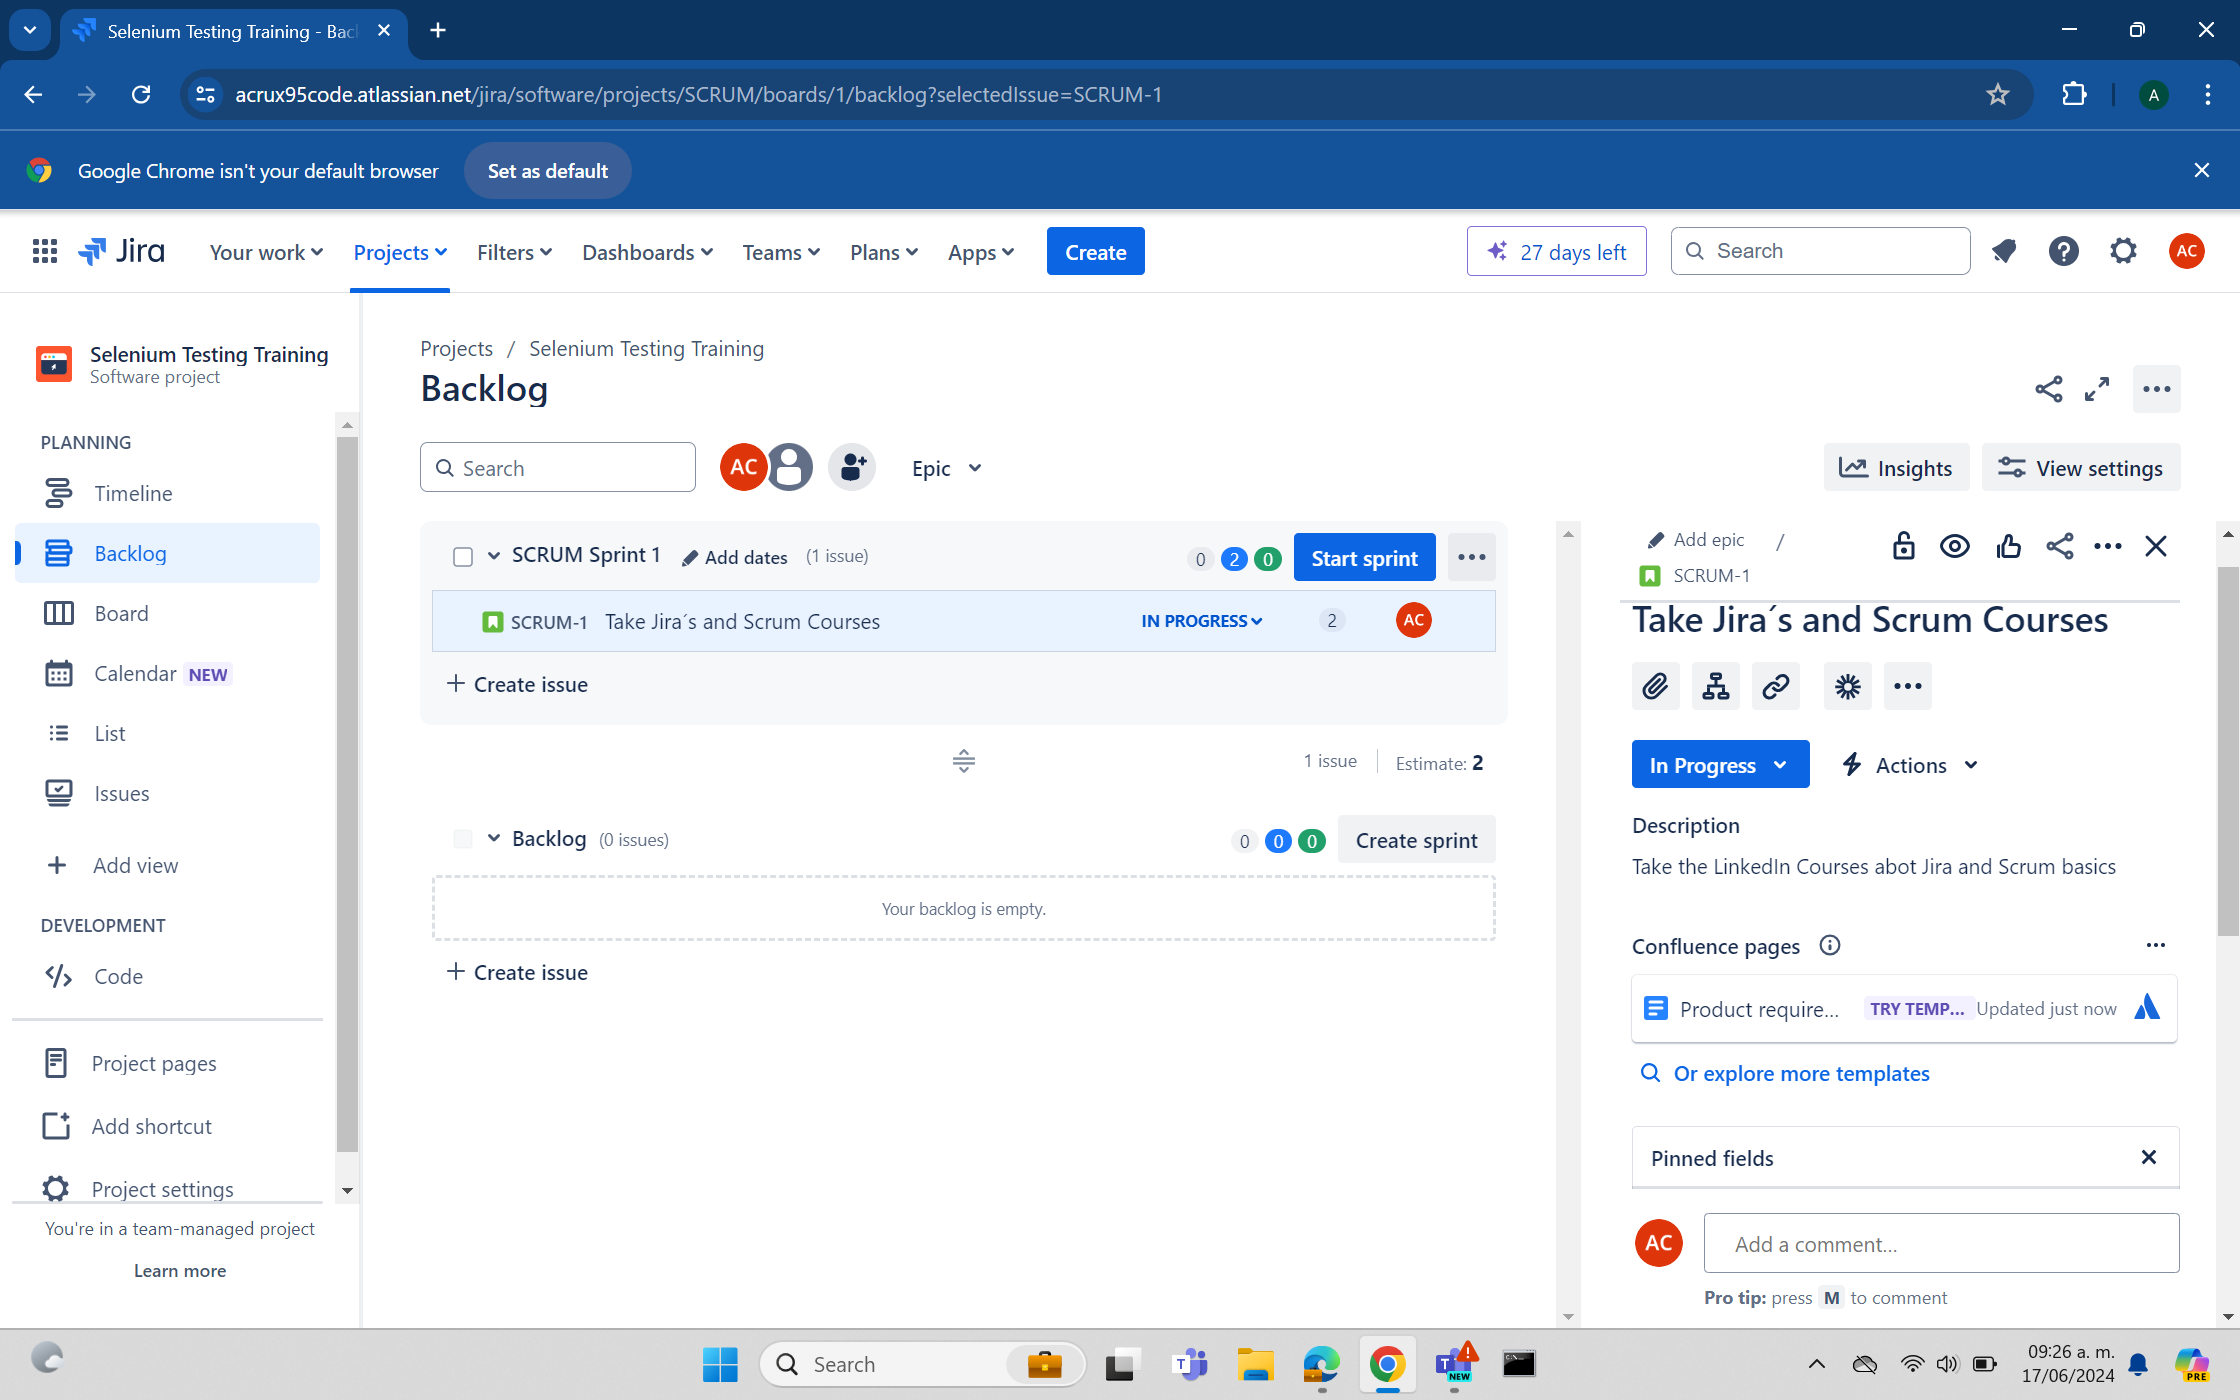 Selenium Testing Training - Bac
acrux95code.atlassian.net/jira/software/projects/SCRUM/boards/1/backlog?selectedIssue=SCRUM-1
A
Google Chrome isn't your default browser
Set as default
Jira
Your work
Projects
Filters
Dashboards
Teams
Plans
Apps
Create
27 days left
Search
AC
Selenium Testing Training
Software project
PLANNING
Timeline
Backlog
Board
Calendar NEW
List
Issues
Add view
DEVELOPMENT
Code
Project pages
Add shortcut
Project settings
You're in a team-managed project
Learn more
Projects / Selenium Testing Training
Backlog
Search
AC
Epic
Insights
View settings
SCRUM Sprint 1 Add dates (1 issue)
0 2 0
Start sprint
SCRUM-1 Take Jira´s and Scrum Courses
IN PROGRESS
2
AC
+ Create issue
1 issue
Estimate: 2
Backlog (0 issues)
0 0 0
Create sprint
Your backlog is empty.
+ Create issue
Add epic /
SCRUM-1
Take Jira´s and Scrum Courses
In Progress
Actions
Description
Take the LinkedIn Courses abot Jira and Scrum basics
Confluence pages
Product require... TRY TEMP... Updated just now
Or explore more templates
Pinned fields
AC
Add a comment...
Pro tip: press M to comment
Search
T
T
NEW
09:26 a. m.
17/06/2024
PRE